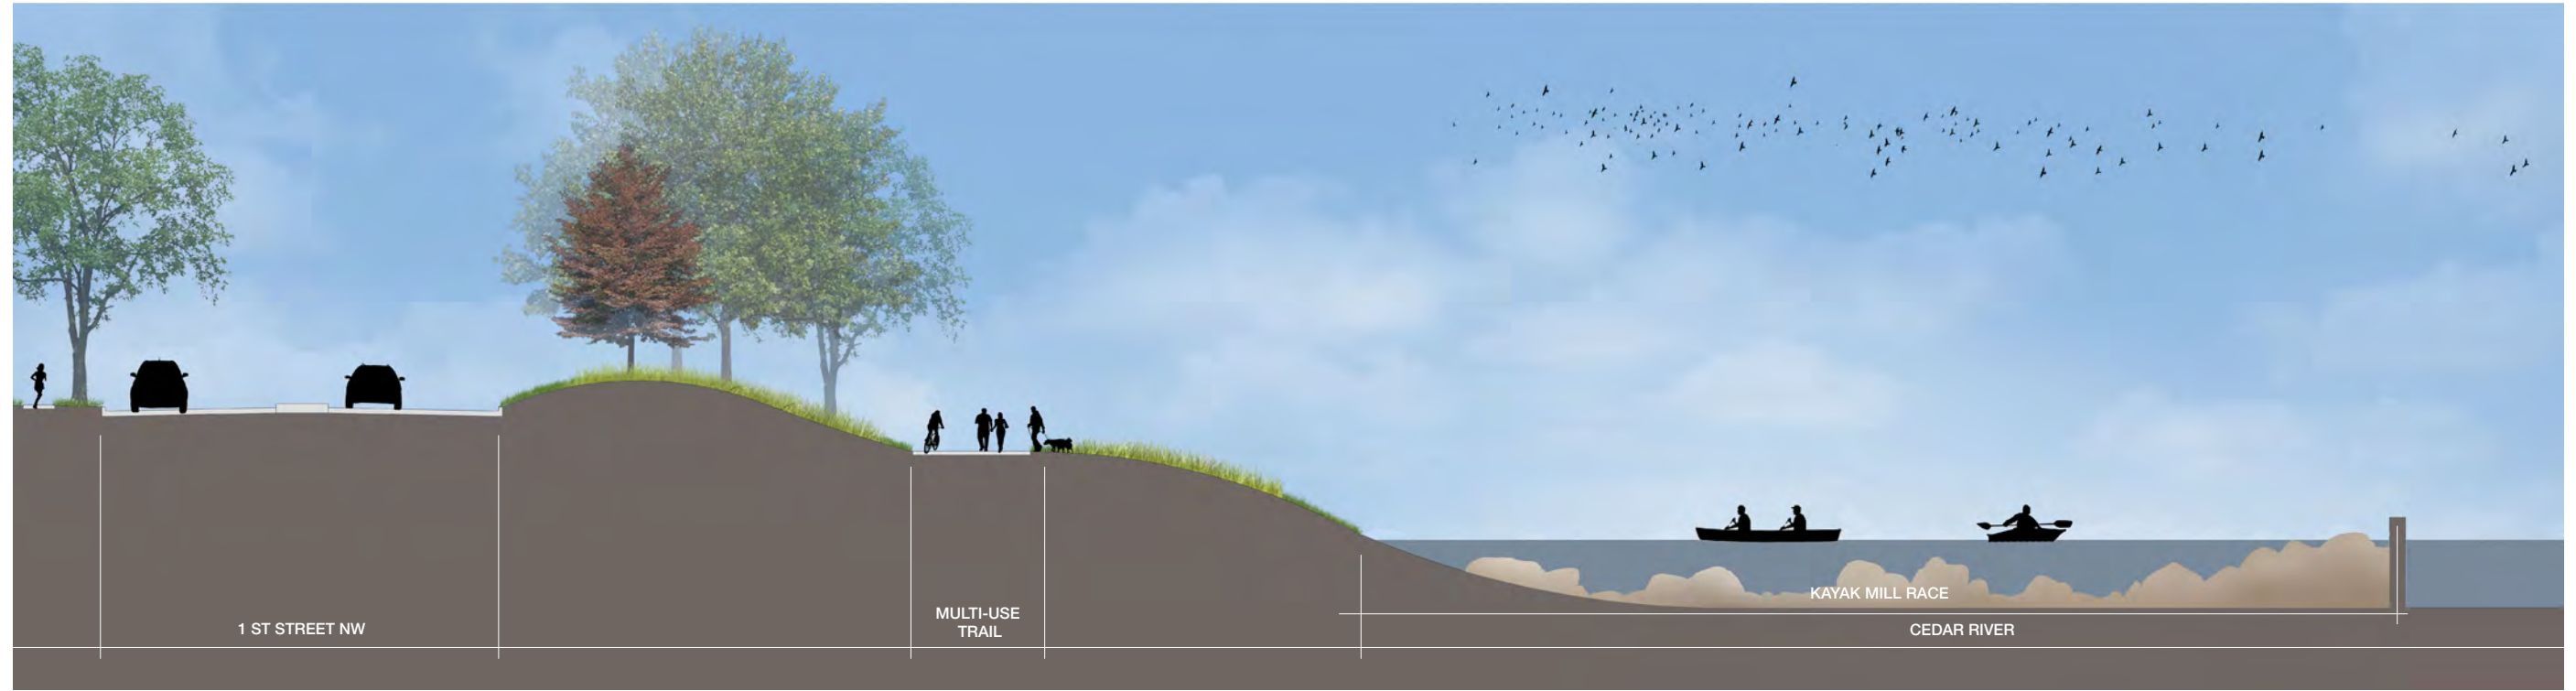 1 ST STREET NW
MULTI-USE
TRAIL
KAYAK MILL RACE
CEDAR RIVER